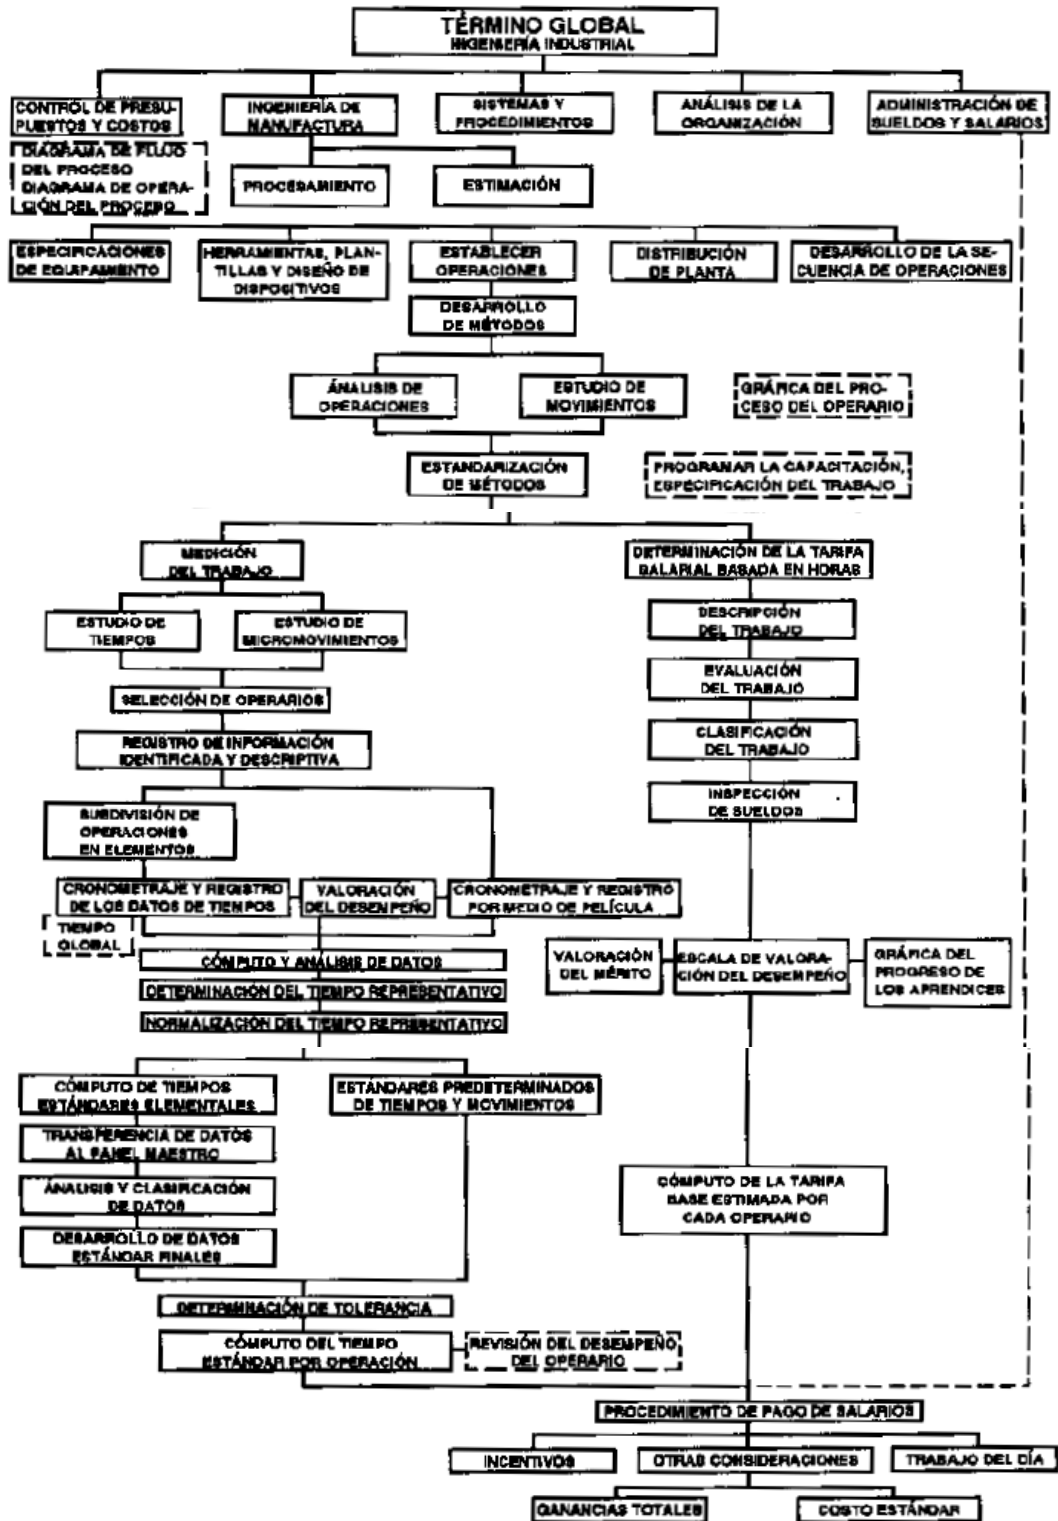 TÉRMINO GLOBAL
INGENIERÍA INDUSTRIAL
CONTROL DE PRESU-
PUESTOS Y COSTOS
INGENIERÍA DE
MANUFACTURA
SISTEMAS Y
PROCEDIMIENTOS
ANÁLISIS DE LA
ORGANIZACIÓN
ADMINISTRACIÓN DE
SUELDOS Y SALARIOS
DIAGRAMA DE FLUJO
DEL PROCESO
DIAGRAMA DE OPERA-
CIÓN DEL PROCESO
PROCESAMIENTO
ESTIMACIÓN
ESPECIFICACIONES
DE EQUIPAMIENTO
HERRAMIENTAS, PLAN-
TILLAS Y DISEÑO DE
DISPOSITIVOS
ESTABLECER
OPERACIONES
DISTRIBUCIÓN
DE PLANTA
DESARROLLO DE LA SE-
CUENCIA DE OPERACIONES
DESARROLLO
DE MÉTODOS
ÁNALISIS DE
OPERACIONES
ESTUDIO DE
MOVIMIENTOS
GRÁFICA DEL PRO-
CESO DEL OPERARIO
ESTANDARIZACIÓN
DE MÉTODOS
PROGRAMAR LA CAPACITACIÓN,
ESPECIFICACIÓN DEL TRABAJO
MEDICIÓN
DEL TRABAJO
DETERMINACIÓN DE LA TARIFA
SALARIAL BASADA EN HORAS
ESTUDIO DE
TIEMPOS
ESTUDIO DE
MICROMOVIMIENTOS
DESCRIPCIÓN
DEL TRABAJO
EVALUACIÓN
DEL TRABAJO
SELECCIÓN DE OPERARIOS
CLASIFICACIÓN
DEL TRABAJO
REGISTRO DE INFORMACIÓN
IDENTIFICADA Y DESCRIPTIVA
INSPECCIÓN
DE SUELDOS
SUBDIVISIÓN DE
OPERACIONES
EN ELEMENTOS
CRONOMETRAJE Y REGISTRO
DE LOS DATOS DE TIEMPOS
VALORACIÓN
DEL DESEMPEÑO
CRONOMETRAJE Y REGISTRO
POR MEDIO DE PELÍCULA
TIEMPO
GLOBAL
CÓMPUTO Y ANÁLISIS DE DATOS
VALORACIÓN
DEL MÉRITO
ESCALA DE VALORA-
CIÓN DEL DESEMPEÑO
GRÁFICA DEL
PROGRESO DE
LOS APRENDICES
DETERMINACIÓN DEL TIEMPO REPRESENTATIVO
NORMALIZACIÓN DEL TIEMPO REPRESENTATIVO
CÓMPUTO DE TIEMPOS
ESTÁNDARES ELEMENTALES
ESTÁNDARES PREDETERMINADOS
DE TIEMPOS Y MOVIMIENTOS
TRANSFERENCIA DE DATOS
AL PANEL MAESTRO
ÁNALISIS Y CLASIFICACIÓN
DE DATOS
CÓMPUTO DE LA TARIFA
BASE ESTIMADA POR
CADA OPERARIO
DESARROLLO DE DATOS
ESTÁNDAR FINALES
DETERMINACIÓN DE TOLERANCIA
CÓMPUTO DEL TIEMPO
ESTÁNDAR POR OPERACIÓN
REVISIÓN DEL DESEMPEÑO
DEL OPERARIO
PROCEDIMIENTO DE PAGO DE SALARIOS
INCENTIVOS
OTRAS CONSIDERACIONES
TRABAJO DEL DÍA
GANANCIAS TOTALES
COSTO ESTÁNDAR